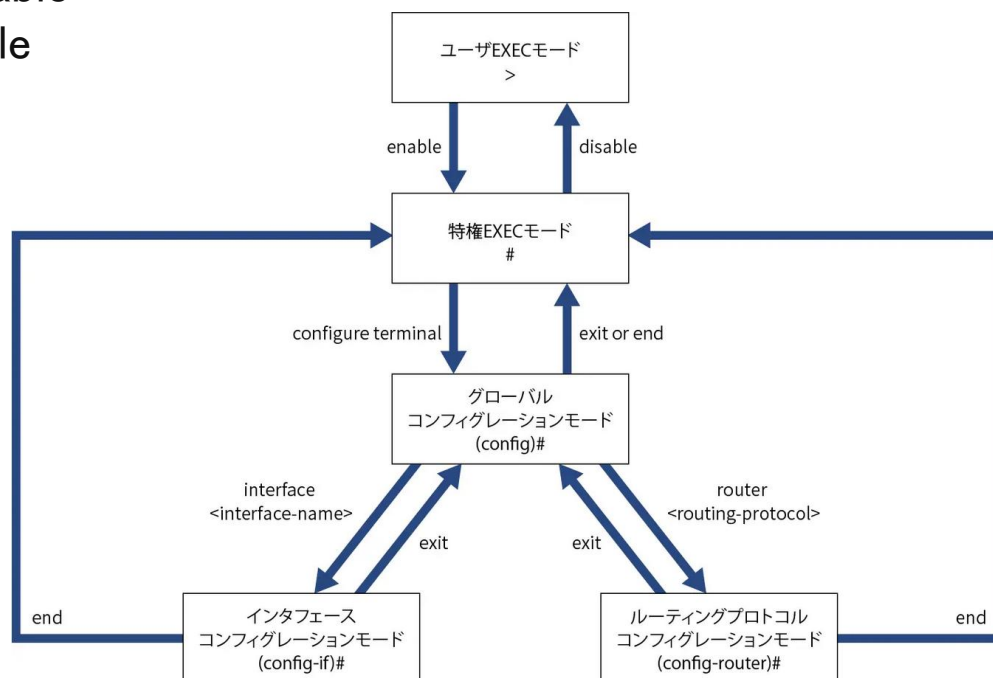 le
ユーザEXECモード
>
enable
disable
特権EXECモード
#
configure terminal
exit or end
グローバル
コンフィグレーションモード
(config)#
interface
<interface-name>
router
<routing-protocol>
exit
exit
end
インタフェース
コンフィグレーションモード
(config-if)#
ルーティングプロトコル
コンフィグレーションモード
(config-router)#
end